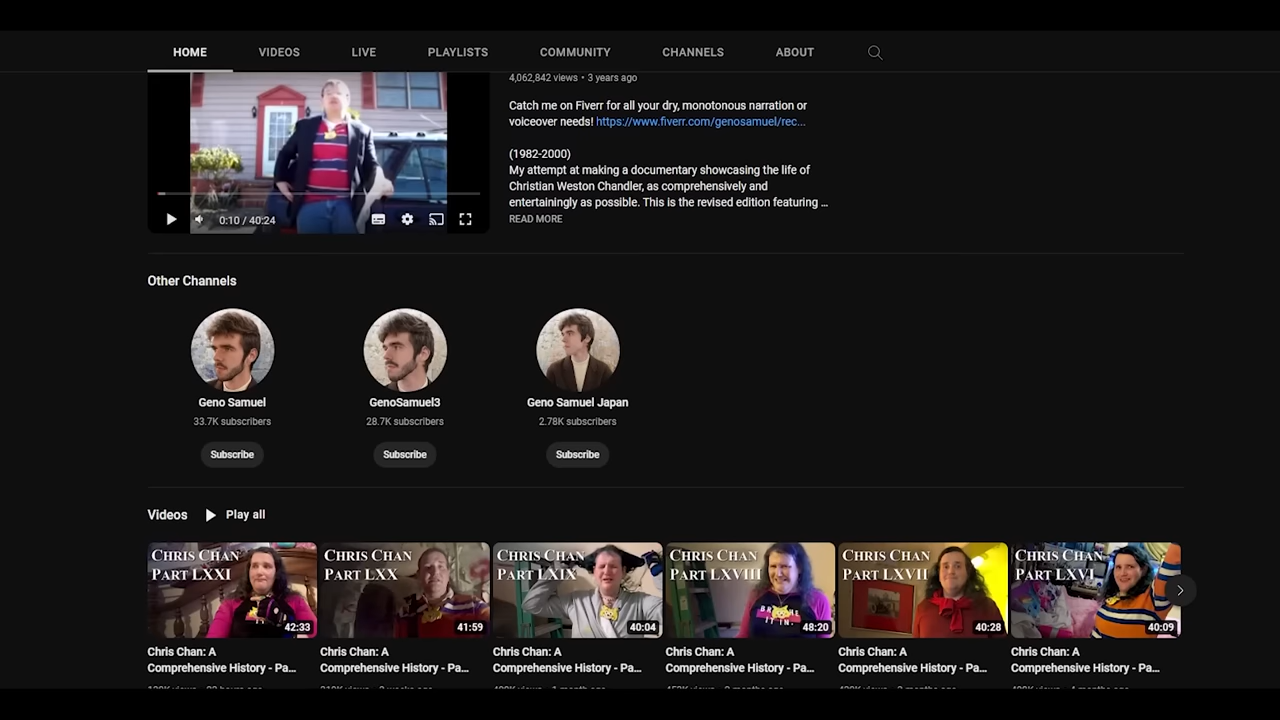 HOME VIDEOS LIVE PLAYLISTS COMMUNITY CHANNELS ABOUT
4,062,842 views • 3 years ago
Catch me on Fiverr for all your dry, monotonous narration or
voiceover needs! https://www.fiverr.com/genosamuel/rec...
(1982-2000)
My attempt at making a documentary showcasing the life of
Christian Weston Chandler, as comprehensively and
entertainingly as possible. This is the revised edition featuring ...
READ MORE
0:10 / 40:24
Other Channels
Geno Samuel
33.7K subscribers
Subscribe
GenoSamuel3
28.7K subscribers
Subscribe
Geno Samuel Japan
2.78K subscribers
Subscribe
Videos Play all
CHRIS CHAN
PART LXXI
42:33
Chris Chan: A
Comprehensive History - Pa...
CHRIS CHAN
PART LXX
41:59
Chris Chan: A
Comprehensive History - Pa...
CHRIS CHAN
PART LXIX
40:04
Chris Chan: A
Comprehensive History - Pa...
CHRIS CHAN
PART LXVIII
48:20
Chris Chan: A
Comprehensive History - Pa...
CHRIS CHAN
PART LXVII
40:28
Chris Chan: A
Comprehensive History - Pa...
CHRIS CHAN
PART LXVI
40:09
Chris Chan: A
Comprehensive History - Pa...